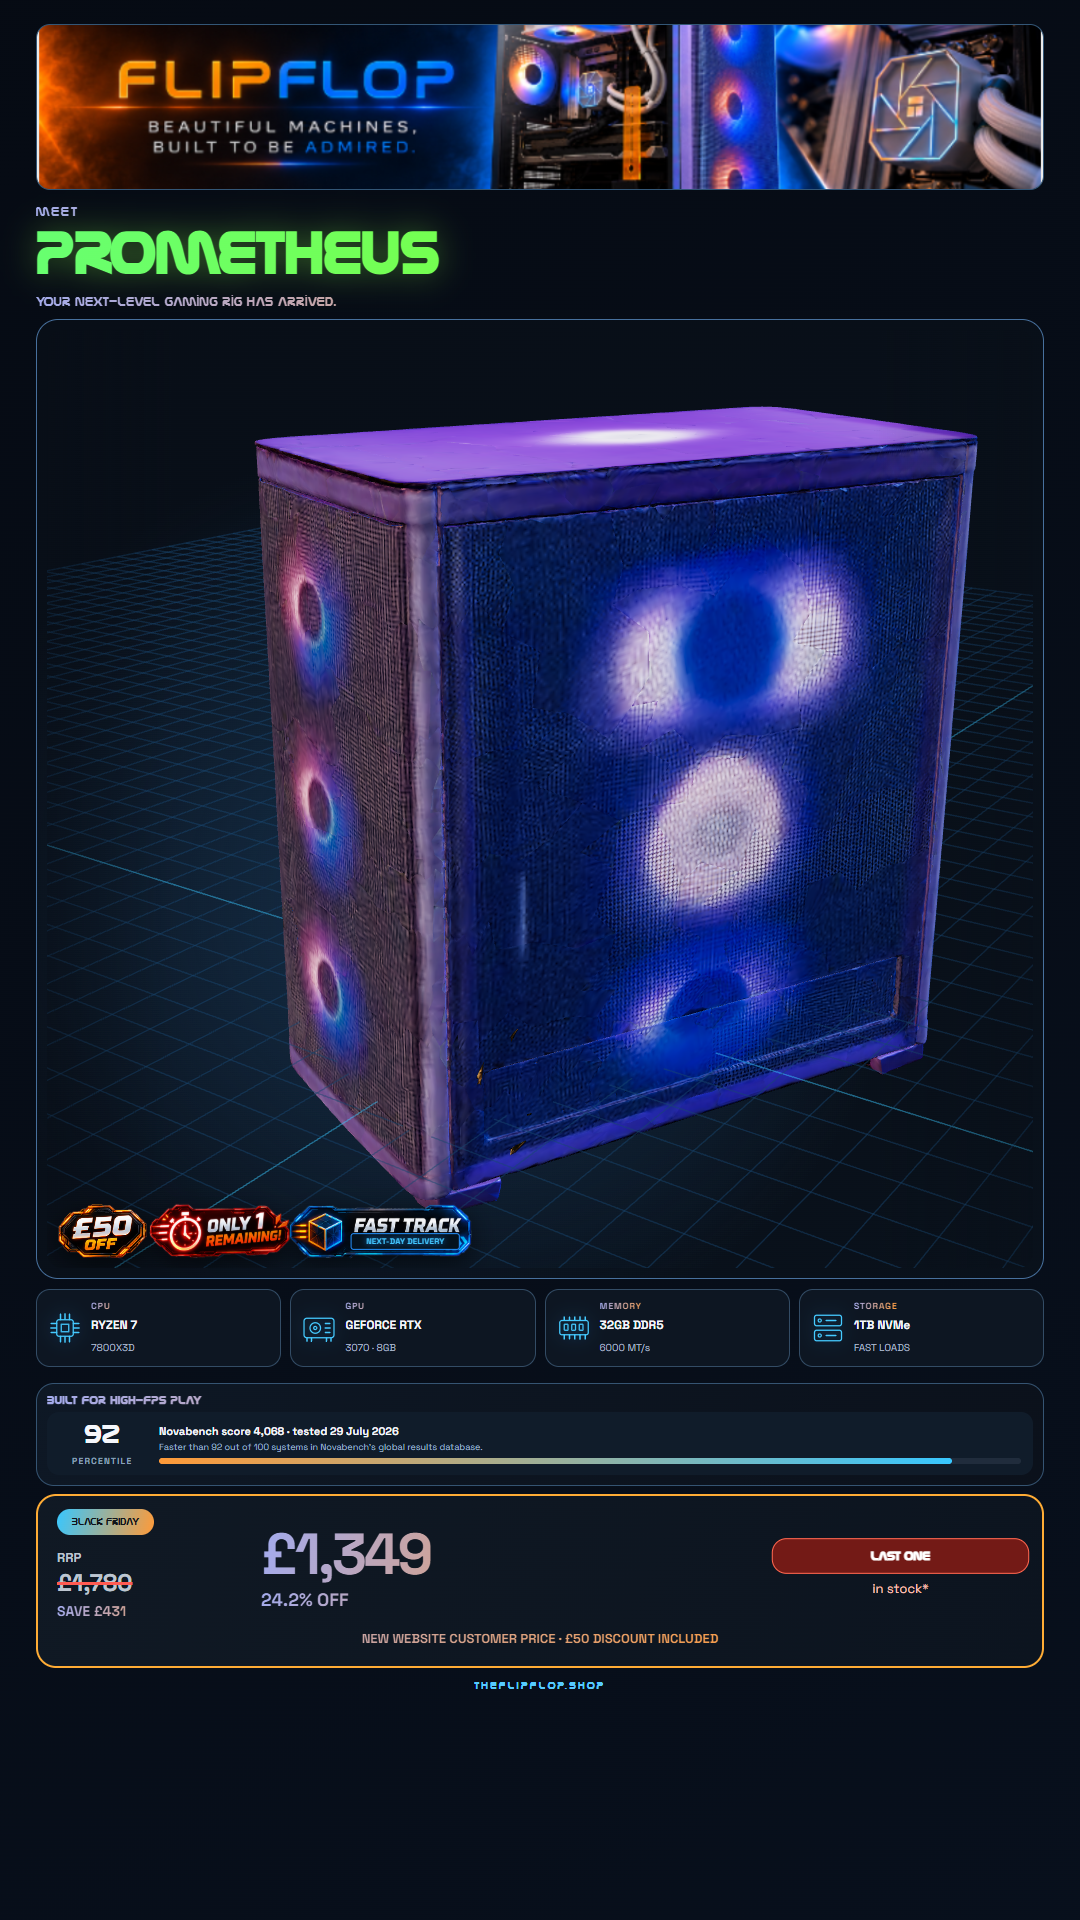 FLIPFLOP
BEAUTIFUL MACHINES,
BUILT TO BE ADMIRED.
MEET
PROMETHEUS
YOUR NEXT-LEVEL GAMING RIG HAS ARRIVED.
£50 OFF
ONLY 1 REMAINING!
FAST TRACK
NEXT-DAY DELIVERY
CPU
RYZEN 7
7800X3D
GPU
GEFORCE RTX
3070 · 8GB
MEMORY
32GB DDR5
6000 MT/s
STORAGE
1TB NVMe
FAST LOADS
BUILT FOR HIGH-FPS PLAY
92
PERCENTILE
Novabench score 4,068 · tested 29 July 2026
Faster than 92 out of 100 systems in Novabench's global results database.
BLACK FRIDAY
RRP
£1,780
SAVE £431
£1,349
24.2% OFF
LAST ONE
in stock*
NEW WEBSITE CUSTOMER PRICE · £50 DISCOUNT INCLUDED
THEFLIPFLOP.SHOP